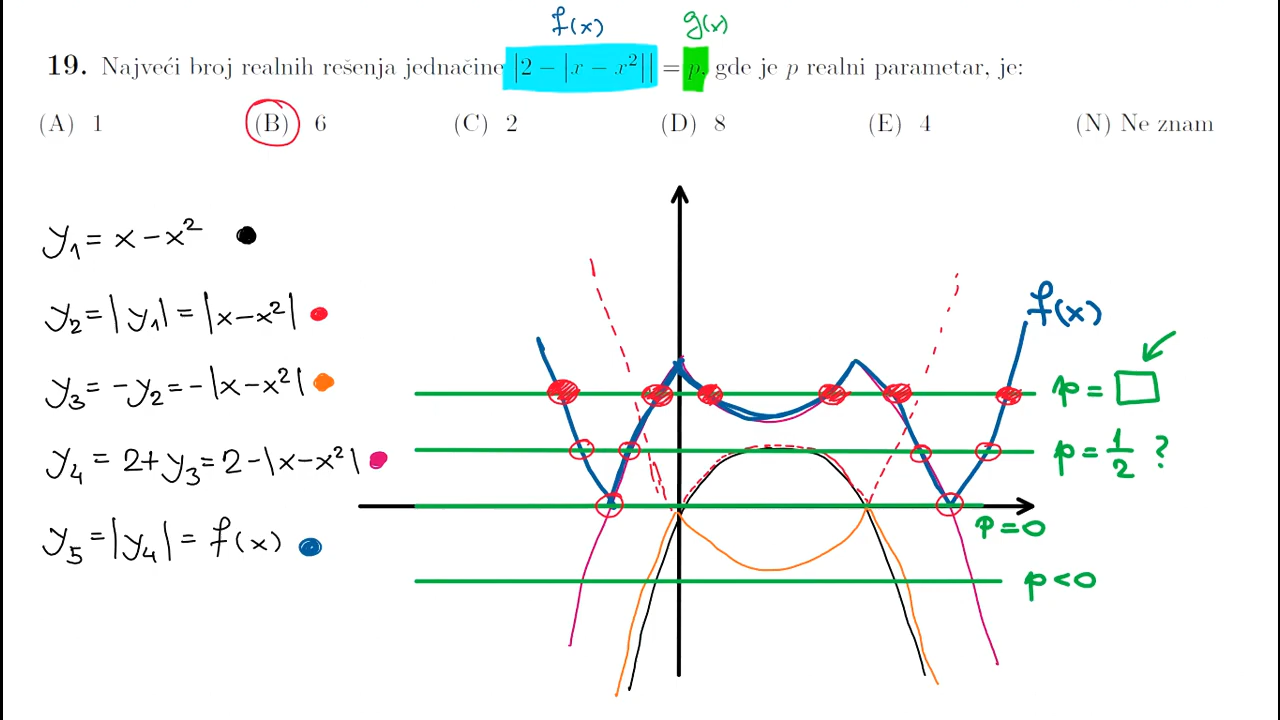 f(x) g(x)
19. Najveći broj realnih rešenja jednačine |2 − |x − x²|| = p, gde je p realni parametar, je:
(A) 1 (B) 6 (C) 2 (D) 8 (E) 4 (N) Ne znam
y₁ = x − x²
y₂ = |y₁| = |x − x²|
y₃ = −y₂ = −|x − x²|
y₄ = 2 + y₃ = 2 − |x − x²|
y₅ = |y₄| = f(x)
f(x)
p = □
p = 1/2 ?
p = 0
p < 0